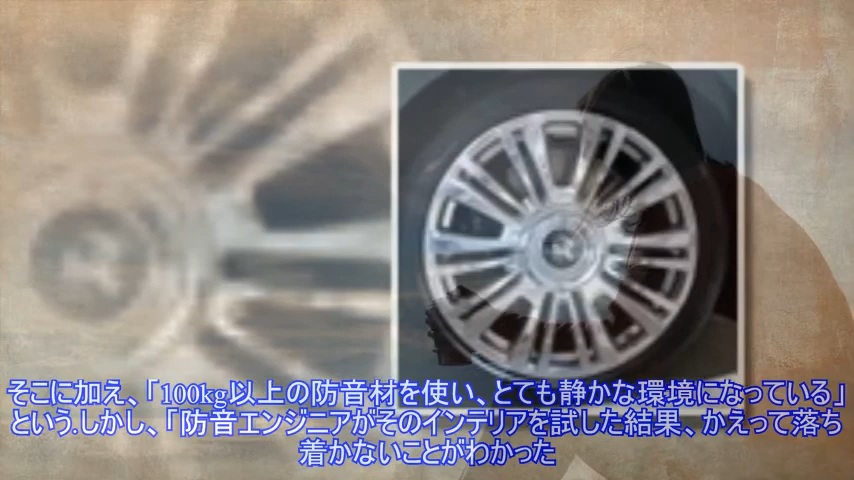 そこに加え、「100kg以上の防音材を使い、とても静かな環境になっている」
という.しかし、「防音エンジニアがそのインテリアを試した結果、かえって落ち
着かないことがわかった